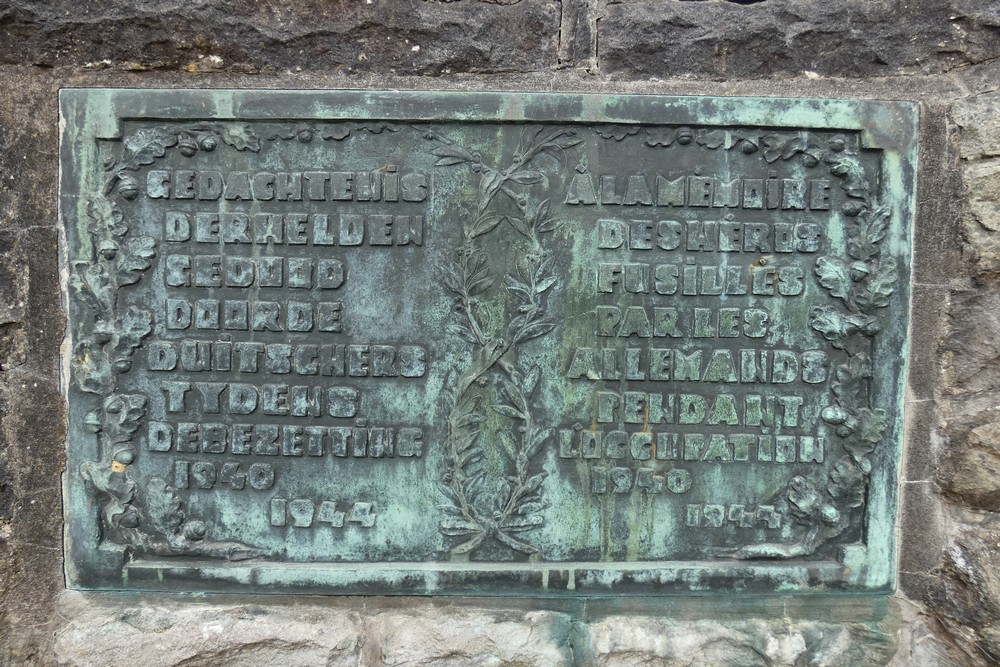 GEDACHTENIS
DER HELDEN
GEDOOD
DOOR DE
DUITSCHERS
TYDENS
DE BEZETTING
1940
1944
À LA MÉMOIRE
DES HÉROS
FUSILLÉS
PAR LES
ALLEMANDS
PENDANT
L'OCCUPATION
1940
1944